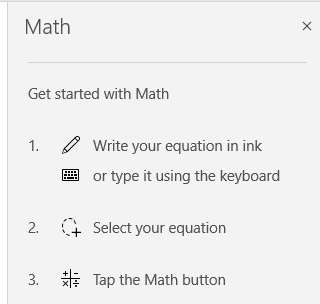 Math
Get started with Math
1. Write your equation in ink
or type it using the keyboard
2. Select your equation
3. Tap the Math button